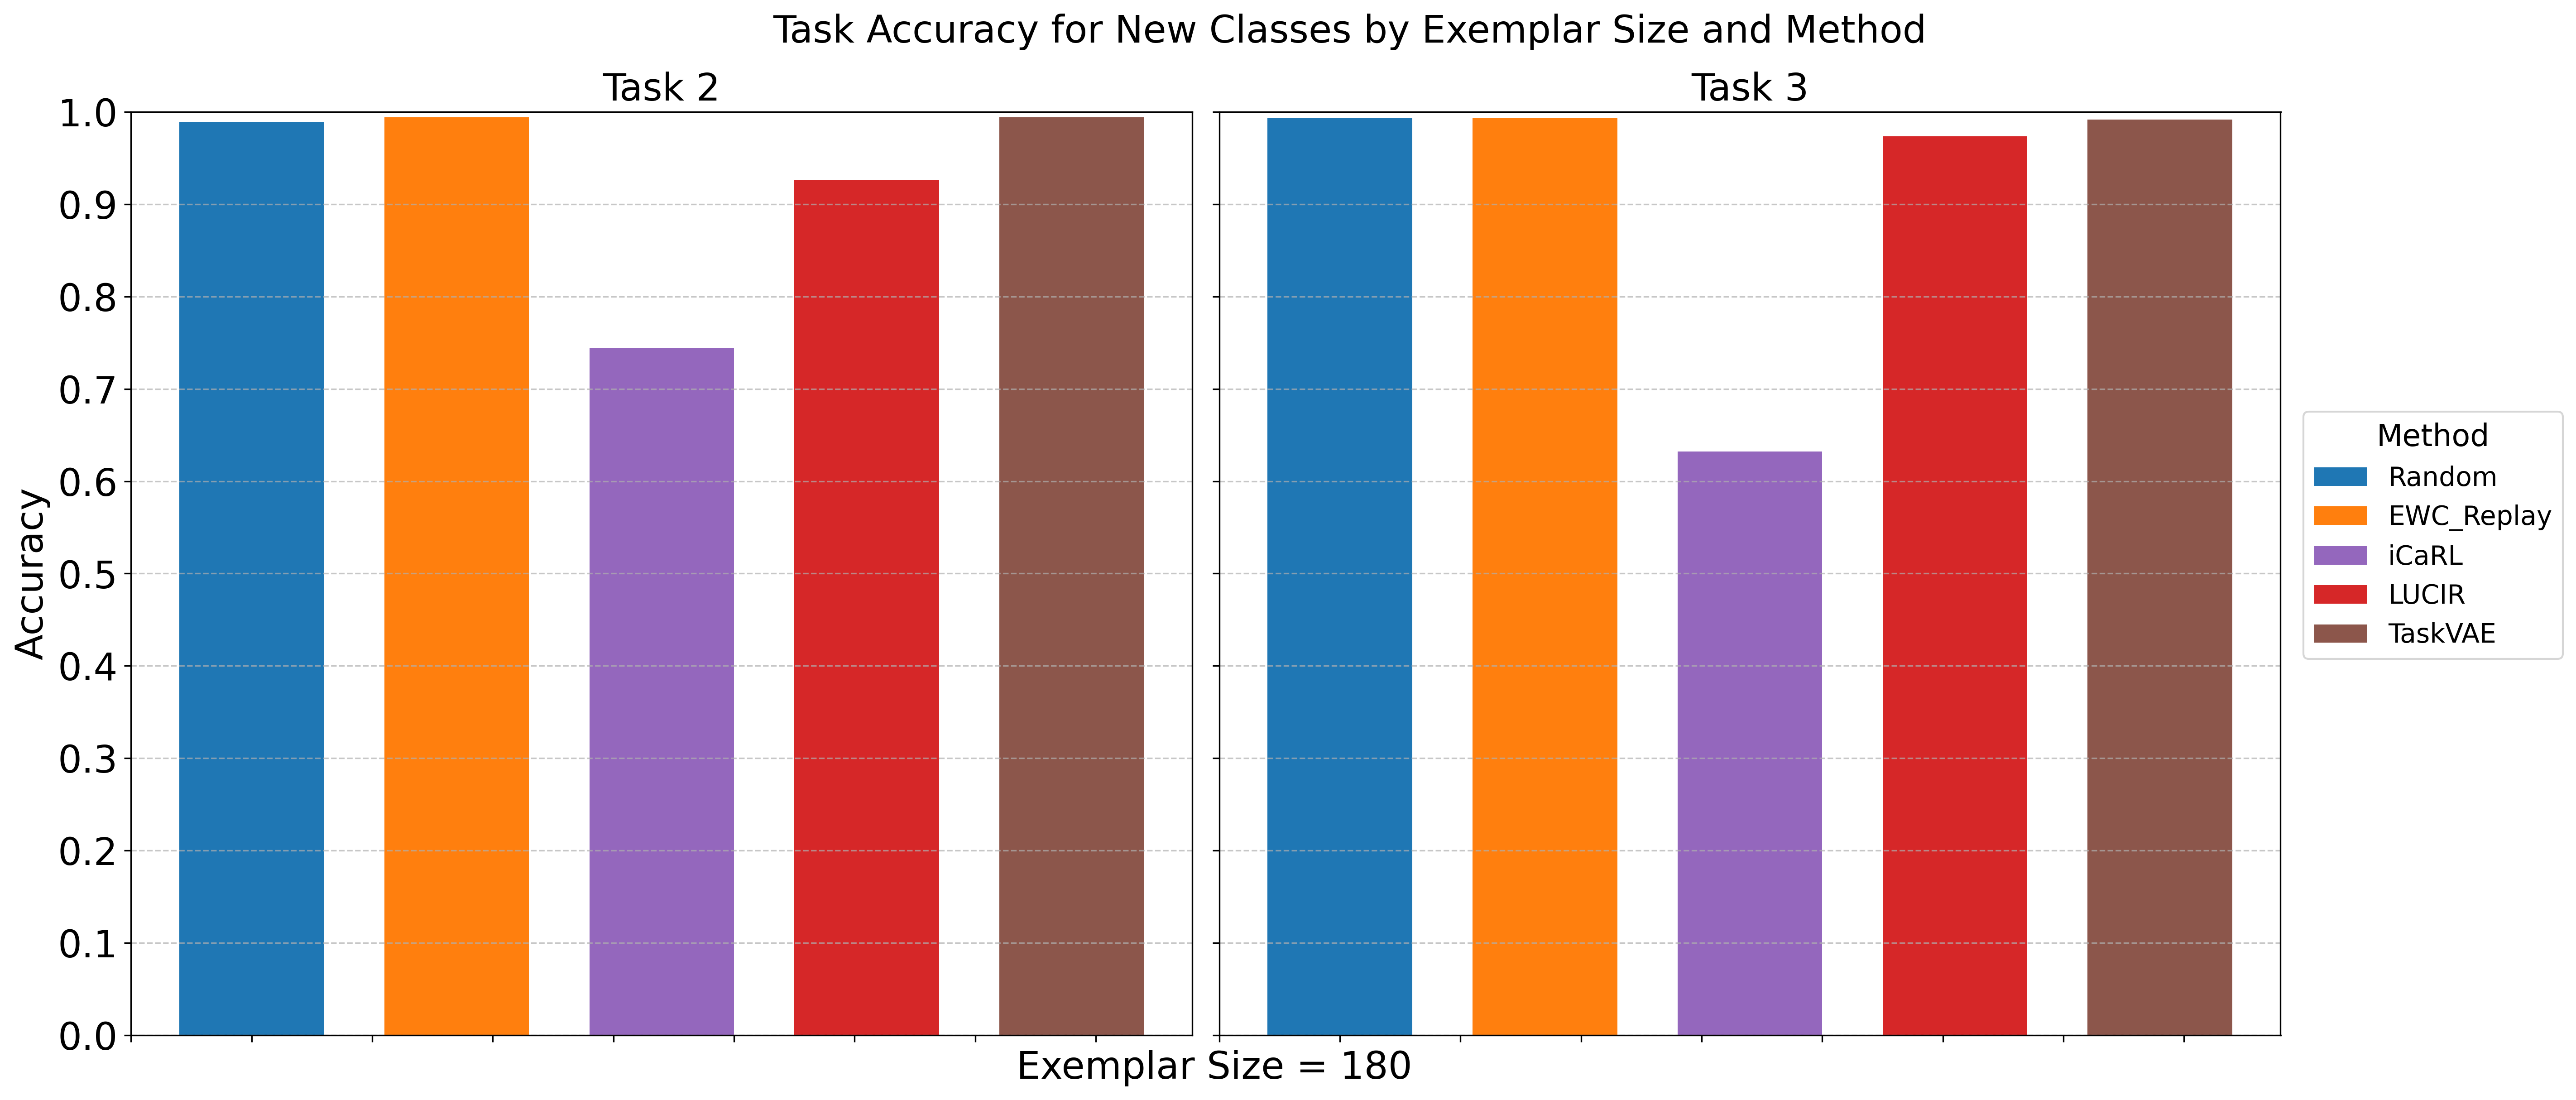 Task Accuracy for New Classes by Exemplar Size and Method
Task 2
Task 3
1.0
0.9
0.8
0.7
0.6
0.5
0.4
0.3
0.2
0.1
0.0
Accuracy
Exemplar Size = 180
Method
Random
EWC_Replay
iCaRL
LUCIR
TaskVAE